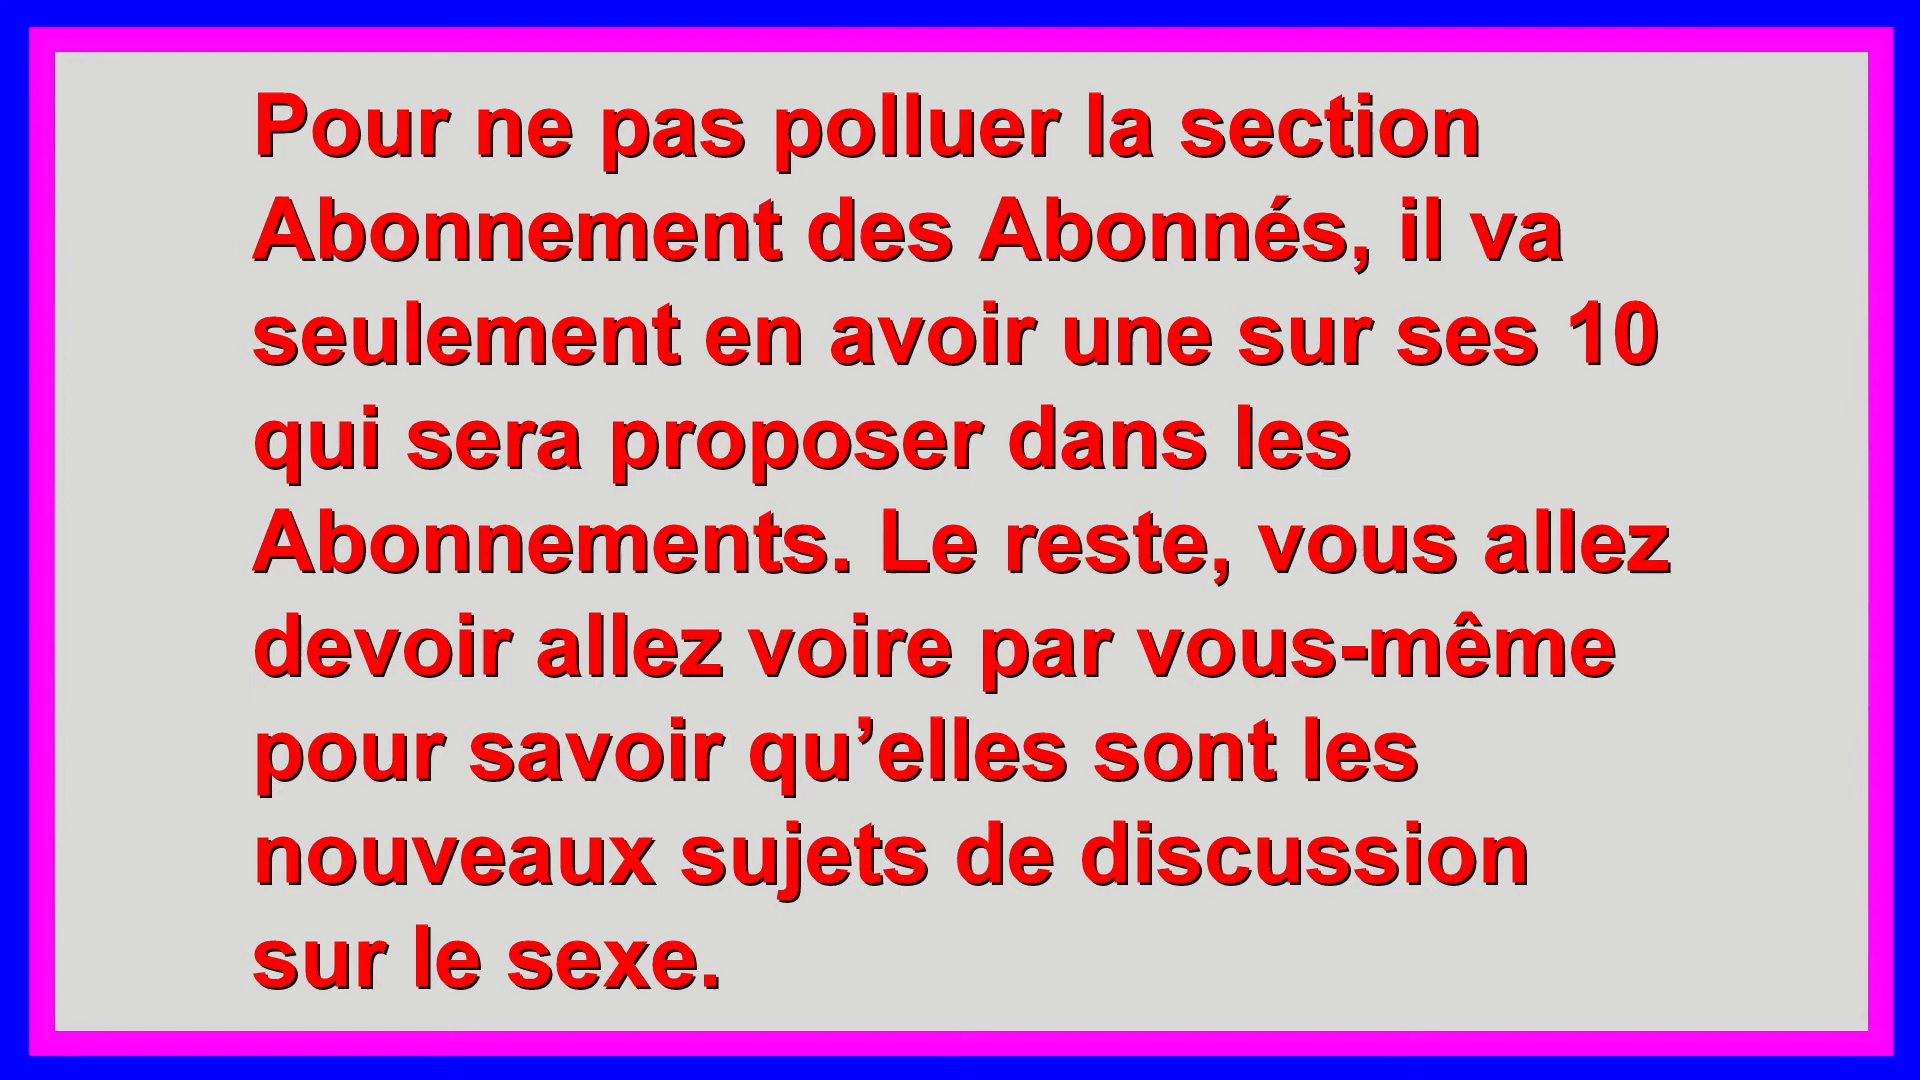 Pour ne pas polluer la section
Abonnement des Abonnés, il va
seulement en avoir une sur ses 10
qui sera proposer dans les
Abonnements. Le reste, vous allez
devoir allez voire par vous-même
pour savoir qu’elles sont les
nouveaux sujets de discussion
sur le sexe.